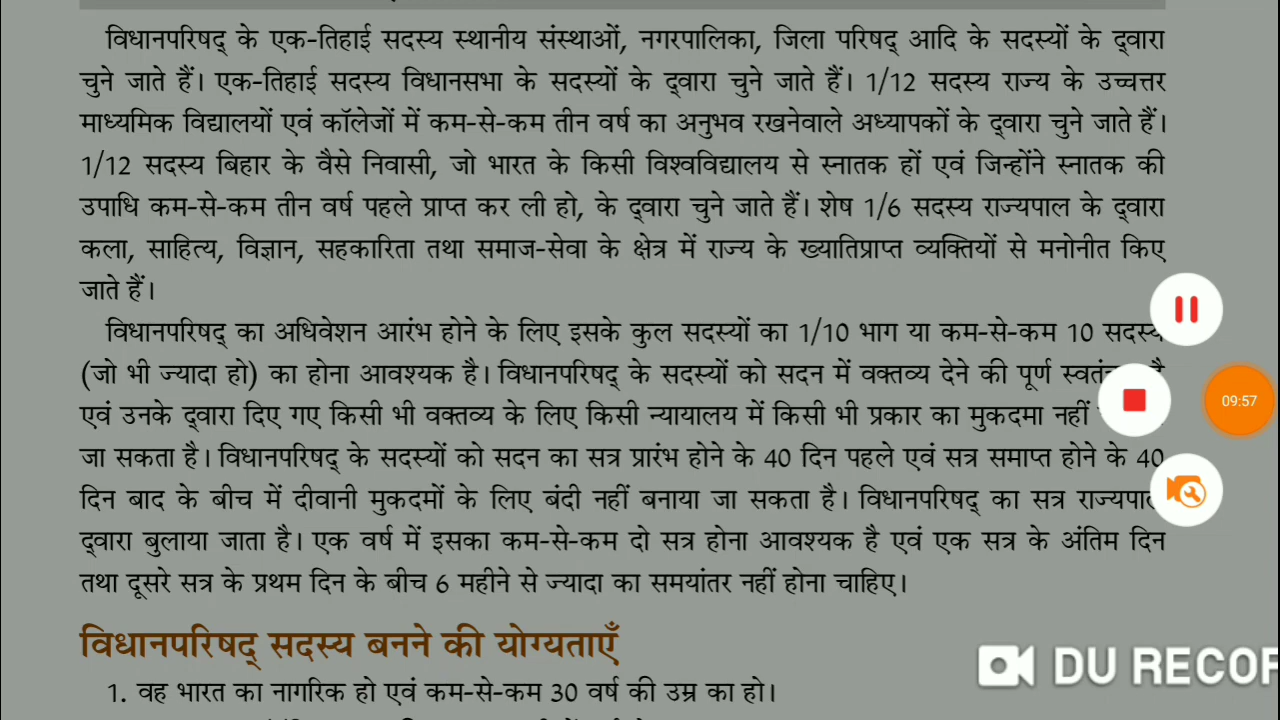 विधानपरिषद् के एक-तिहाई सदस्य स्थानीय संस्थाओं, नगरपालिका, जिला परिषद् आदि के सदस्यों के द्वारा
चुने जाते हैं। एक-तिहाई सदस्य विधानसभा के सदस्यों के द्वारा चुने जाते हैं। 1/12 सदस्य राज्य के उच्चत्तर
माध्यमिक विद्यालयों एवं कॉलेजों में कम-से-कम तीन वर्ष का अनुभव रखनेवाले अध्यापकों के द्वारा चुने जाते हैं।
1/12 सदस्य बिहार के वैसे निवासी, जो भारत के किसी विश्वविद्यालय से स्नातक हों एवं जिन्होंने स्नातक की
उपाधि कम-से-कम तीन वर्ष पहले प्राप्त कर ली हो, के द्वारा चुने जाते हैं। शेष 1/6 सदस्य राज्यपाल के द्वारा
कला, साहित्य, विज्ञान, सहकारिता तथा समाज-सेवा के क्षेत्र में राज्य के ख्यातिप्राप्त व्यक्तियों से मनोनीत किए
जाते हैं।
विधानपरिषद् का अधिवेशन आरंभ होने के लिए इसके कुल सदस्यों का 1/10 भाग या कम-से-कम 10 सदस्य
(जो भी ज्यादा हो) का होना आवश्यक है। विधानपरिषद् के सदस्यों को सदन में वक्तव्य देने की पूर्ण
एवं उनके द्वारा दिए गए किसी भी वक्तव्य के लिए किसी न्यायालय में किसी भी प्रकार का मुकदमा नहीं
जा सकता है। विधानपरिषद् के सदस्यों को सदन का सत्र प्रारंभ होने के 40 दिन पहले एवं सत्र समाप्त होने के 40
दिन बाद के बीच में दीवानी मुकदमों के लिए बंदी नहीं बनाया जा सकता है। विधानपरिषद् का सत्र राज्यपाल
द्वारा बुलाया जाता है। एक वर्ष में इसका कम-से-कम दो सत्र होना आवश्यक है एवं एक सत्र के अंतिम दिन
तथा दूसरे सत्र के प्रथम दिन के बीच 6 महीने से ज्यादा का समयांतर नहीं होना चाहिए।
विधानपरिषद् सदस्य बनने की योग्यताएँ
1. वह भारत का नागरिक हो एवं कम-से-कम 30 वर्ष की उम्र का हो।
09:57
DU RECOR